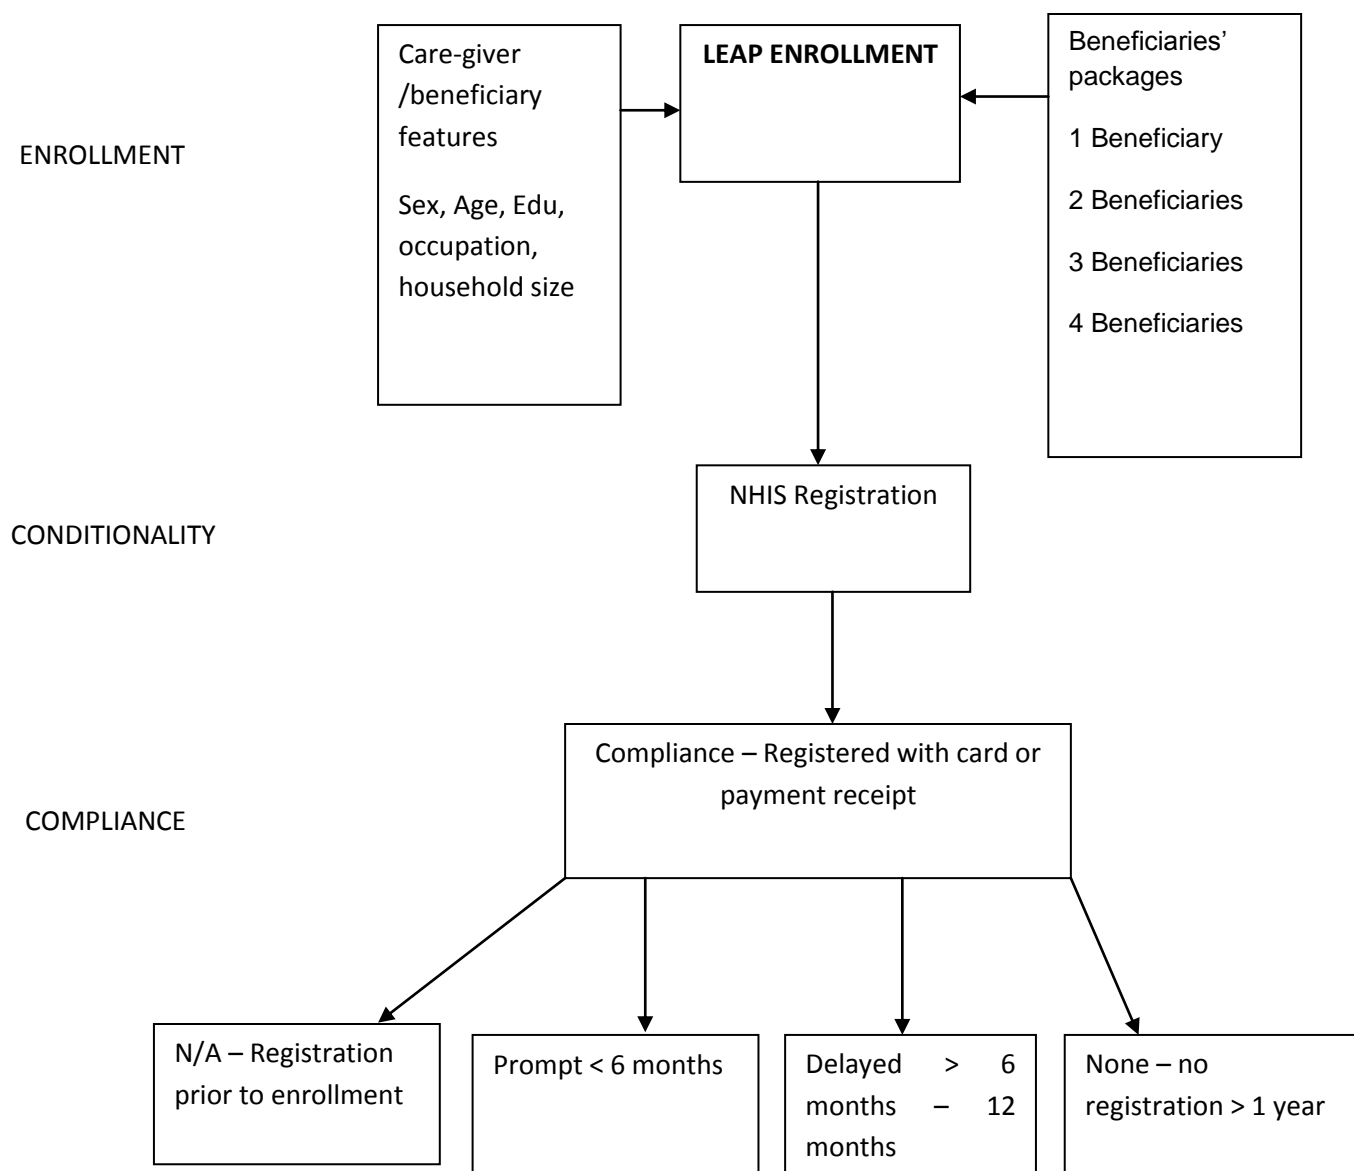 ENROLLMENT
Care-giver
/beneficiary
features
Sex, Age, Edu,
occupation,
household size
LEAP ENROLLMENT
Beneficiaries’
packages
1 Beneficiary
2 Beneficiaries
3 Beneficiaries
4 Beneficiaries
CONDITIONALITY
NHIS Registration
COMPLIANCE
Compliance – Registered with card or
payment receipt
N/A – Registration
prior to enrollment
Prompt < 6 months
Delayed > 6
months – 12
months
None – no
registration > 1 year